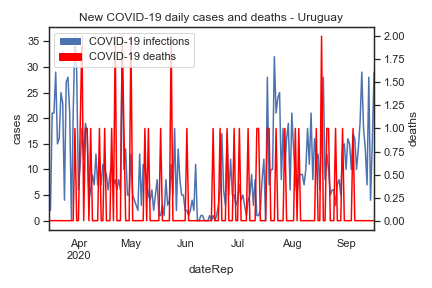 New COVID-19 daily cases and deaths - Uruguay
COVID-19 infections
COVID-19 deaths
35
30
25
20
15
10
5
0
cases
2.00
1.75
1.50
1.25
1.00
0.75
0.50
0.25
0.00
deaths
Apr
2020
May
Jun
Jul
Aug
Sep
dateRep